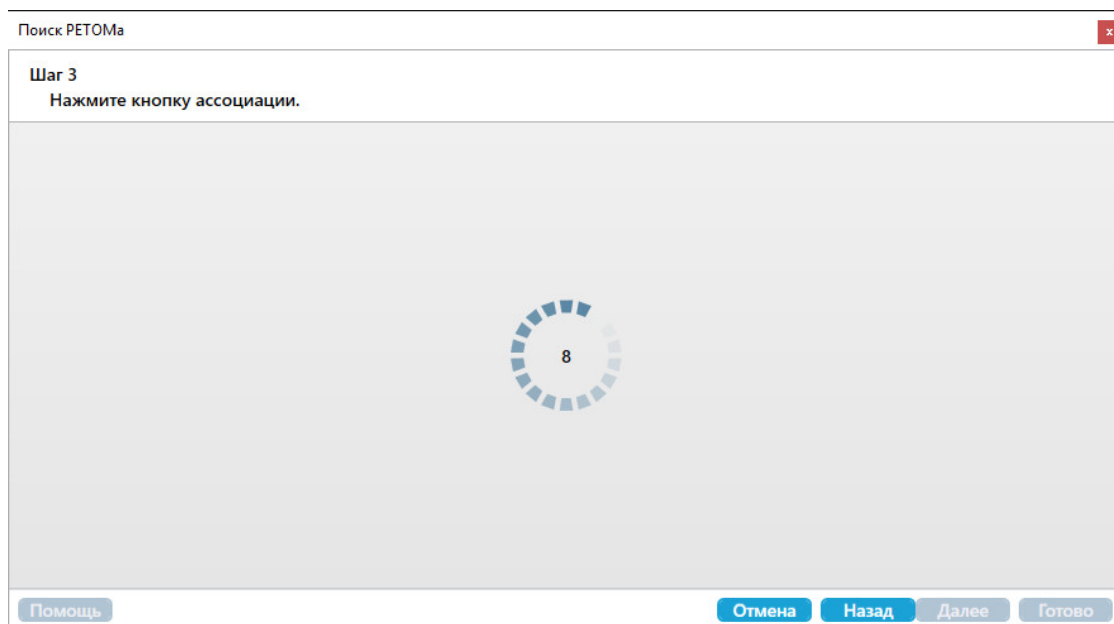 Поиск РЕТОМа
x
Шаг 3
Нажмите кнопку ассоциации.
8
Помощь
Отмена
Назад
Далее
Готово